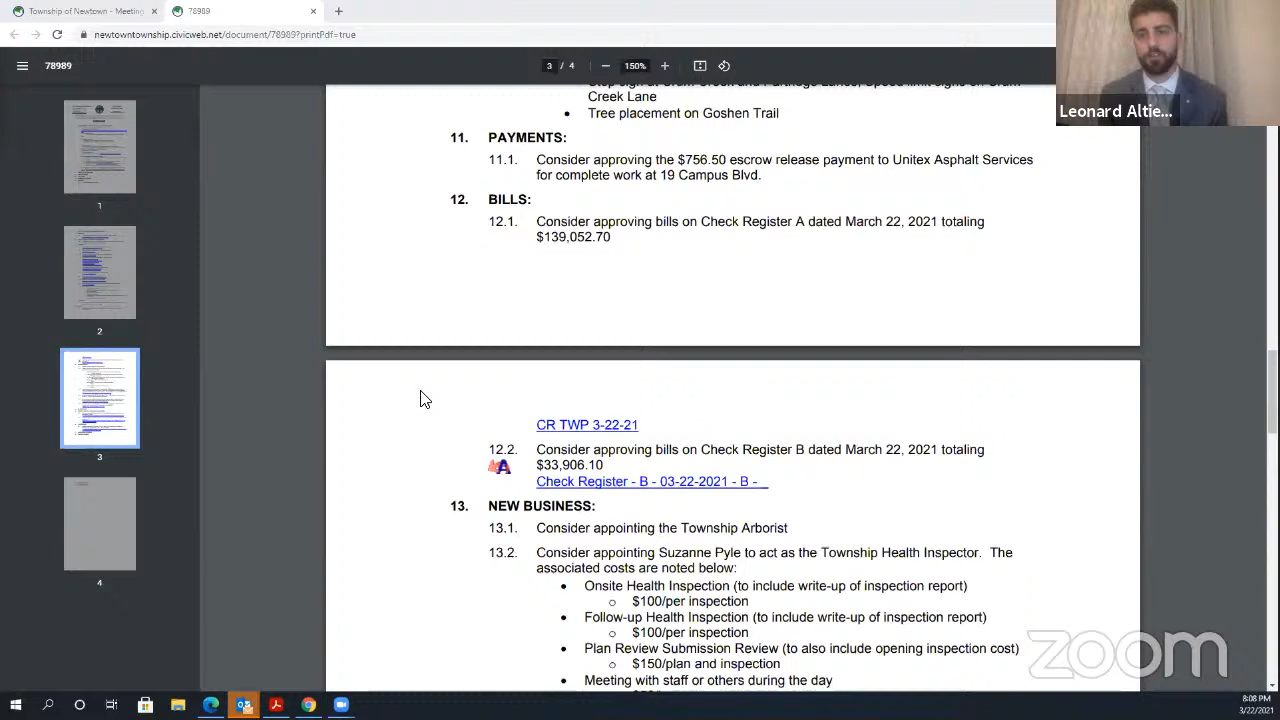 Township of Newtown - Meeting
78989
newtowntownship.civicweb.net/document/78989?printPdf=true
78989
3 / 4
150%
Leonard Altie...
Creek Lane
• Tree placement on Goshen Trail
11. PAYMENTS:
11.1. Consider approving the $756.50 escrow release payment to Unitex Asphalt Services
for complete work at 19 Campus Blvd.
12. BILLS:
12.1. Consider approving bills on Check Register A dated March 22, 2021 totaling
$139,052.70
CR TWP 3-22-21
12.2. Consider approving bills on Check Register B dated March 22, 2021 totaling
$33,906.10
Check Register - B - 03-22-2021 - B - _
13. NEW BUSINESS:
13.1. Consider appointing the Township Arborist
13.2. Consider appointing Suzanne Pyle to act as the Township Health Inspector. The
associated costs are noted below:
• Onsite Health Inspection (to include write-up of inspection report)
o $100/per inspection
• Follow-up Health Inspection (to include write-up of inspection report)
o $100/per inspection
• Plan Review Submission Review (to also include opening inspection cost)
o $150/plan and inspection
• Meeting with staff or others during the day
1
2
3
4
zoom
8:08 PM
3/22/2021